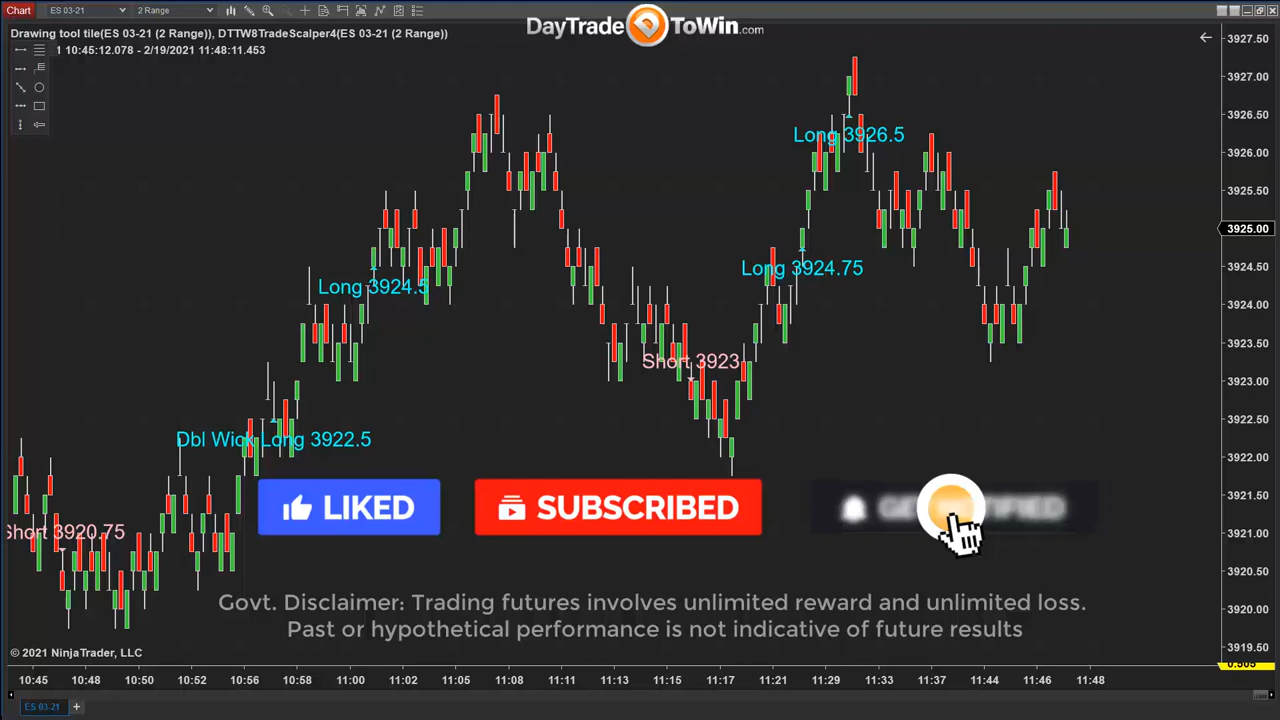 Chart
ES 03-21
2 Range
DayTradeToWin.com
Drawing tool tile(ES 03-21 (2 Range)), DTTW8TradeScalper4(ES 03-21 (2 Range))
1 10:45:12.078 - 2/19/2021 11:48:11.453
3927.50
3927.00
3926.50
3926.00
3925.50
3925.00
3924.50
3924.00
3923.50
3923.00
3922.50
3922.00
3921.50
3921.00
3920.50
3920.00
3919.50
0.505
Long 3926.5
Long 3924.75
Long 3924.5
Short 3923
Dbl Wick Long 3922.5
Short 3920.75
LIKED
SUBSCRIBED
Govt. Disclaimer: Trading futures involves unlimited reward and unlimited loss.
Past or hypothetical performance is not indicative of future results
© 2021 NinjaTrader, LLC
10:45 10:50 10:52 10:56 10:58 11:00 11:02 11:06 11:08 11:10 11:14 11:16 11:17 11:21 11:29 11:33 11:37 11:44 11:46 11:48
ES 03-21